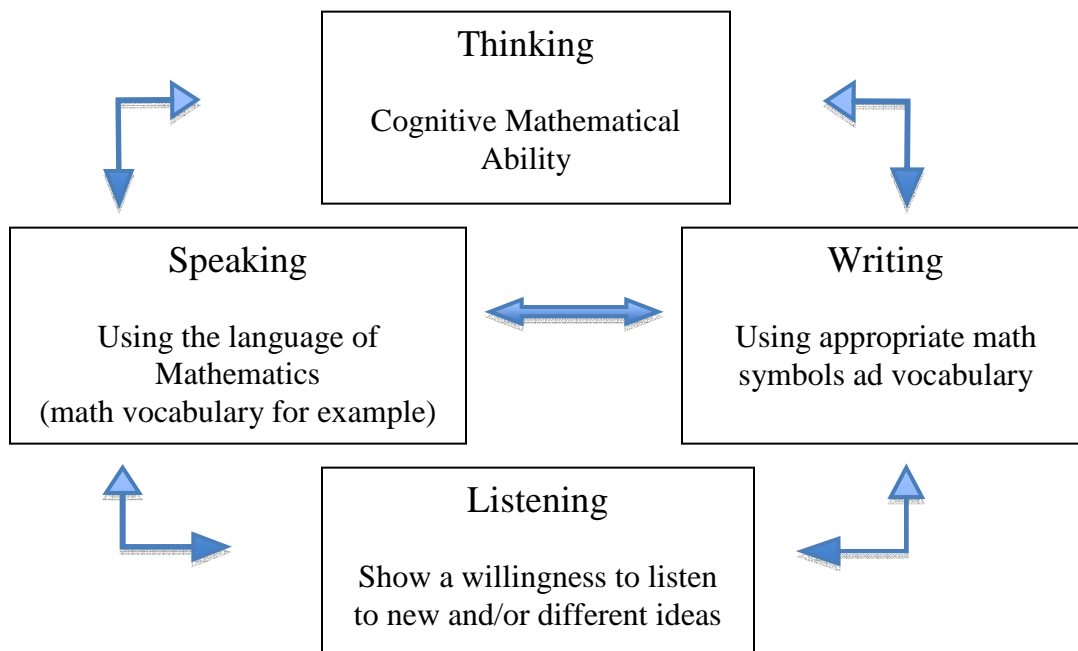 Thinking
Cognitive Mathematical
Ability
Speaking
Using the language of
Mathematics
(math vocabulary for example)
Writing
Using appropriate math
symbols ad vocabulary
Listening
Show a willingness to listen
to new and/or different ideas